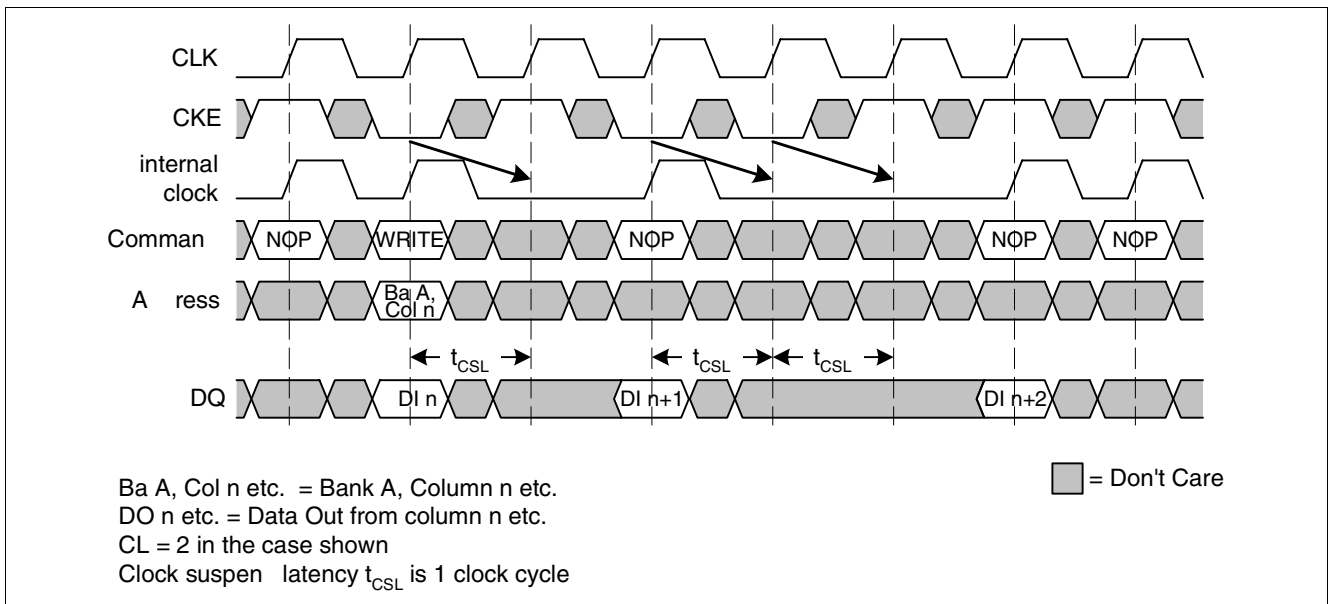 CLK
CKE
internal
clock
Comman NOP WRITE NOP NOP NOP
A ress Ba A,
Col n
tCSL tCSL tCSL
DQ DI n DI n+1 DI n+2
Ba A, Col n etc. = Bank A, Column n etc.
= Don't Care
DO n etc. = Data Out from column n etc.
CL = 2 in the case shown
Clock suspen latency tCSL is 1 clock cycle